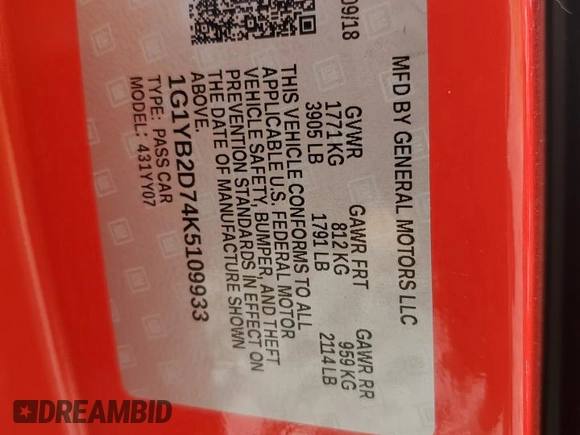 MFD BY GENERAL MOTORS LLC
09/18
GVWR GAWR FRT GAWR RR
1771 KG 812 KG 959 KG
3905 LB 1791 LB 2114 LB
THIS VEHICLE CONFORMS TO ALL
APPLICABLE U.S. FEDERAL MOTOR
VEHICLE SAFETY, BUMPER, AND THEFT
PREVENTION STANDARDS IN EFFECT ON
THE DATE OF MANUFACTURE SHOWN
ABOVE.
1G1YB2D74K5109933
TYPE: PASS CAR
MODEL: 431YY07
DREAMBID